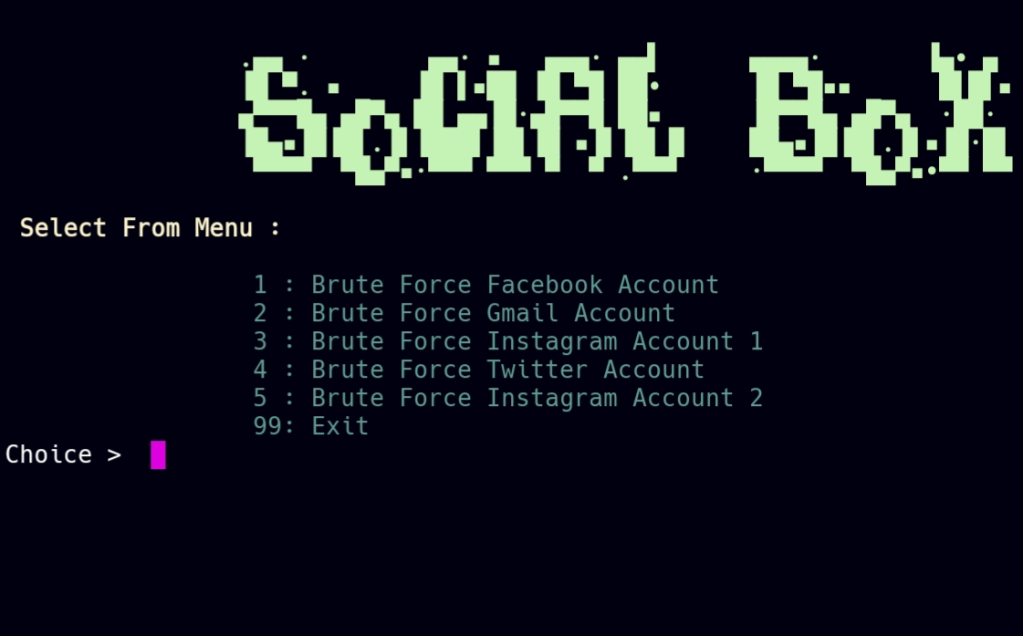 SoCIAl BoX
Select From Menu :
1 : Brute Force Facebook Account
2 : Brute Force Gmail Account
3 : Brute Force Instagram Account 1
4 : Brute Force Twitter Account
5 : Brute Force Instagram Account 2
99: Exit
Choice >